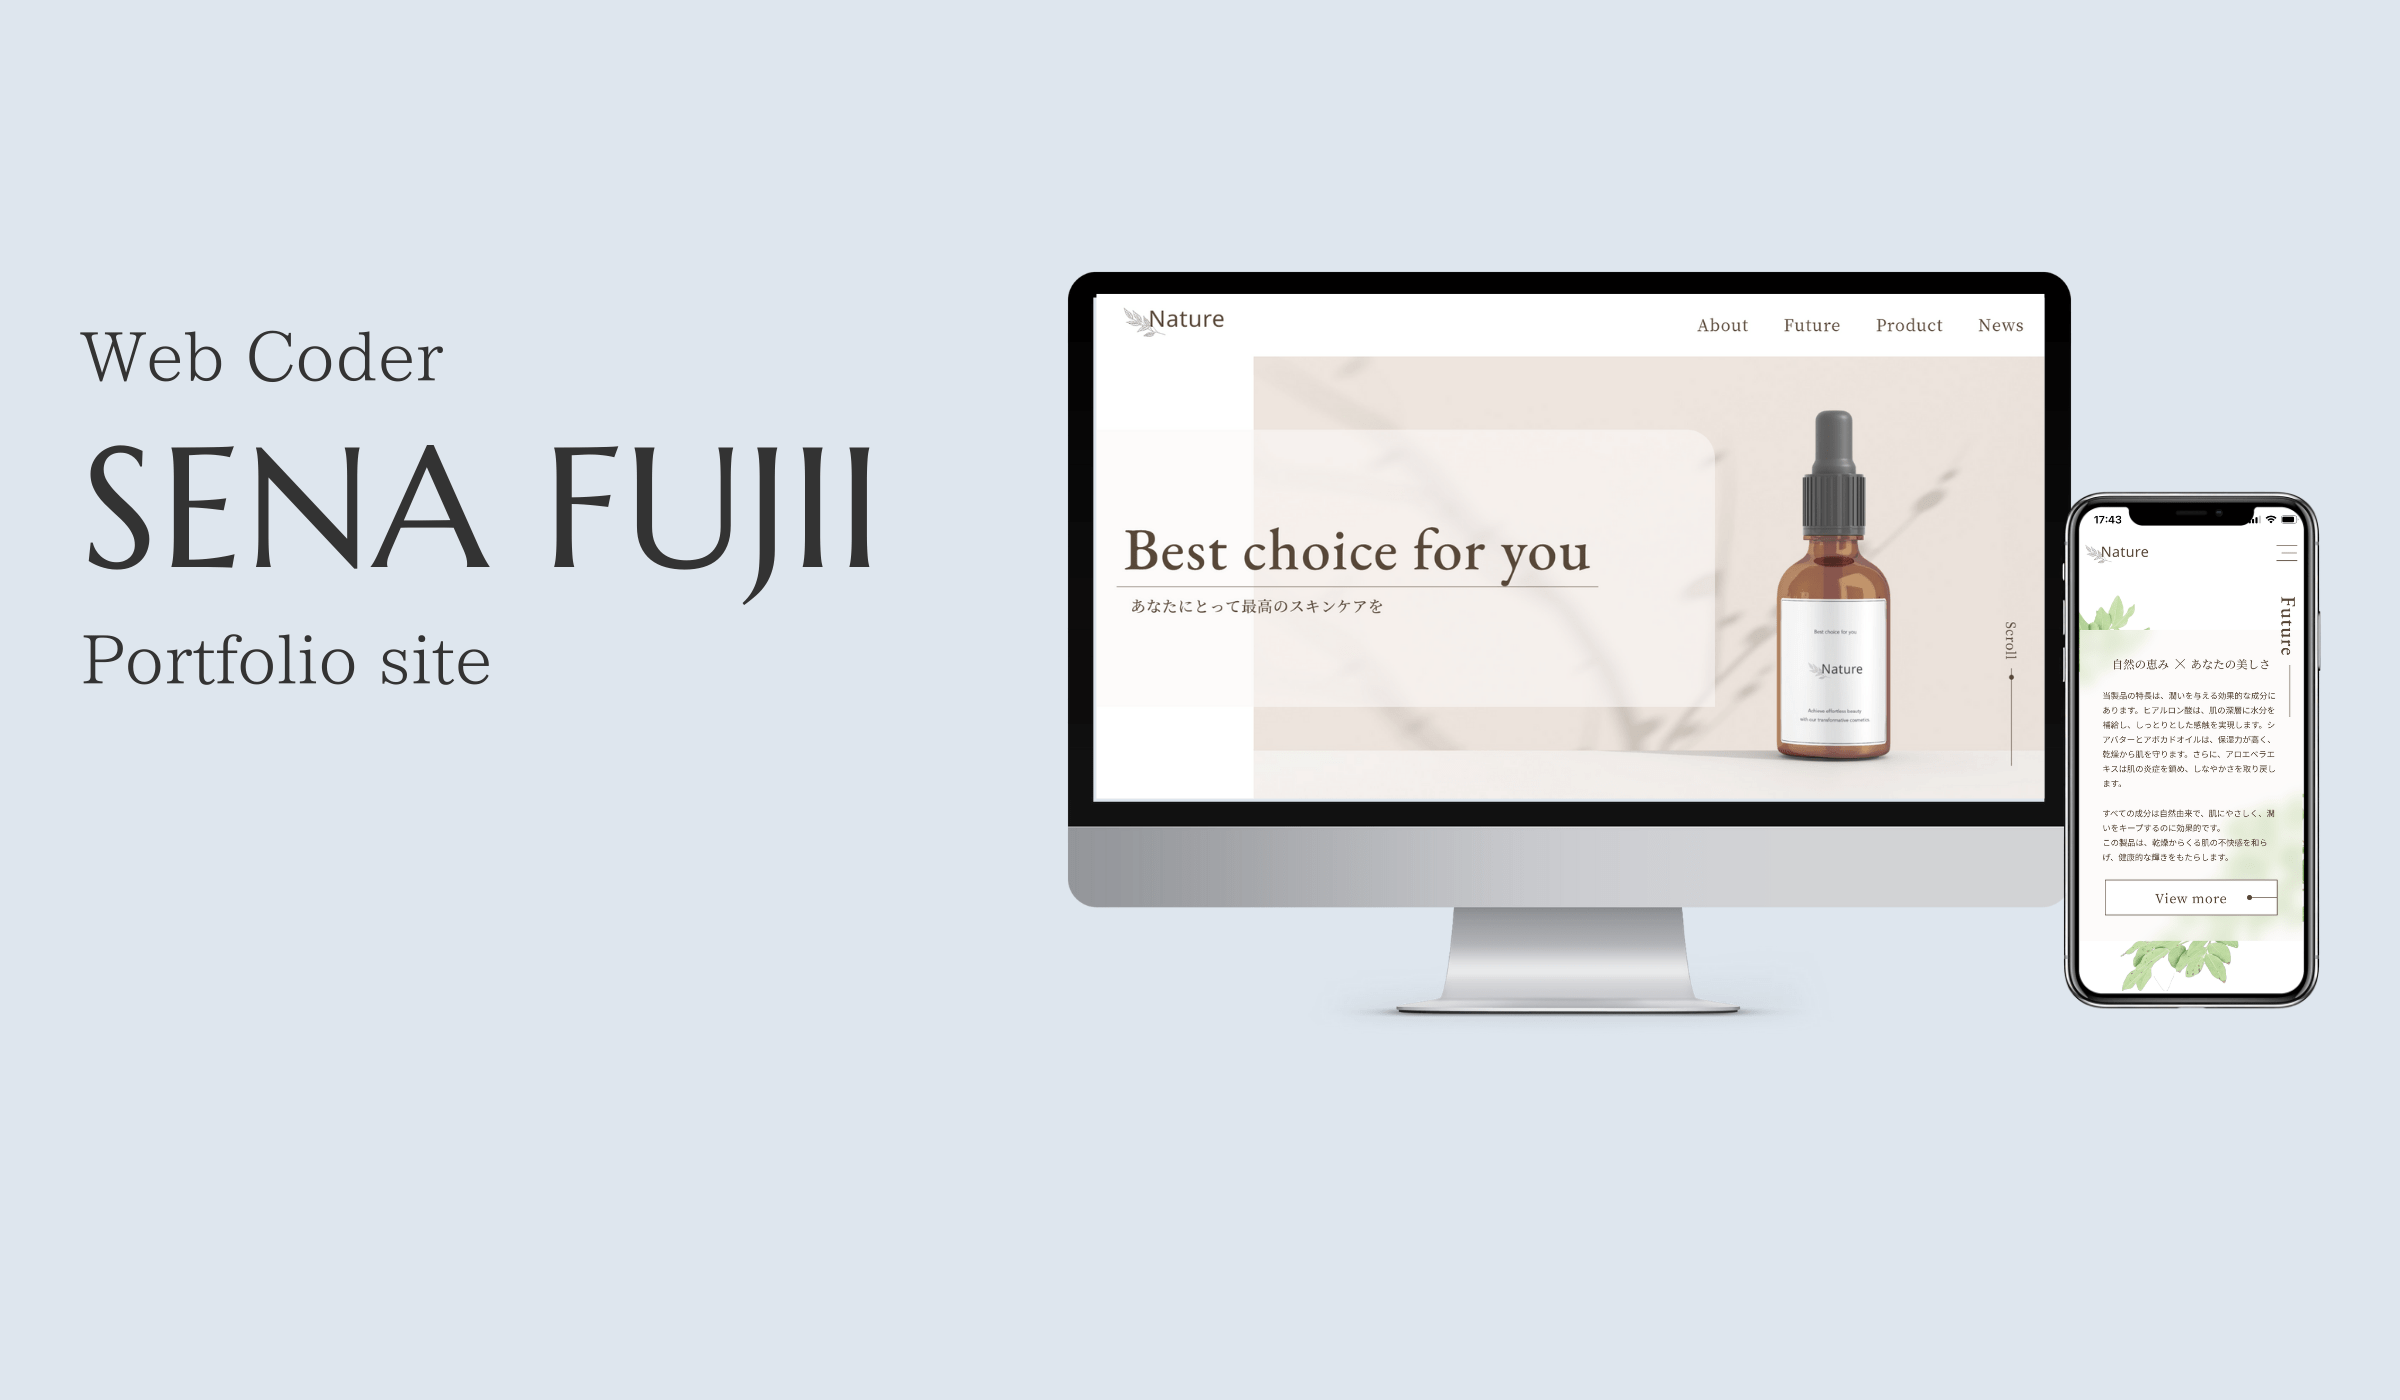 Web Coder
SENA FUJII
Portfolio site
Nature
About Future Product News
Best choice for you
あなたにとって最高のスキンケアを
Scroll
Best choice for you
Nature
Achieve effortless beauty
with our transformative cosmetics
17:43
Nature
Future
自然の恵み × あなたの美しさ
当製品の特長は、潤いを与える効果的な成分に
あります。ヒアルロン酸は、肌の深層に水分を
補給し、しっとりとした感触を実現します。シ
アバターとアボカドオイルは、保湿力が高く、
乾燥から肌を守ります。さらに、アロエベラエ
キスは肌の炎症を鎮め、しなやかさを取り戻し
ます。
すべての成分は自然由来で、肌にやさしく、潤
いをキープするのに効果的です。
この製品は、乾燥からくる肌の不快感を和ら
げ、健康的な輝きをもたらします。
View more